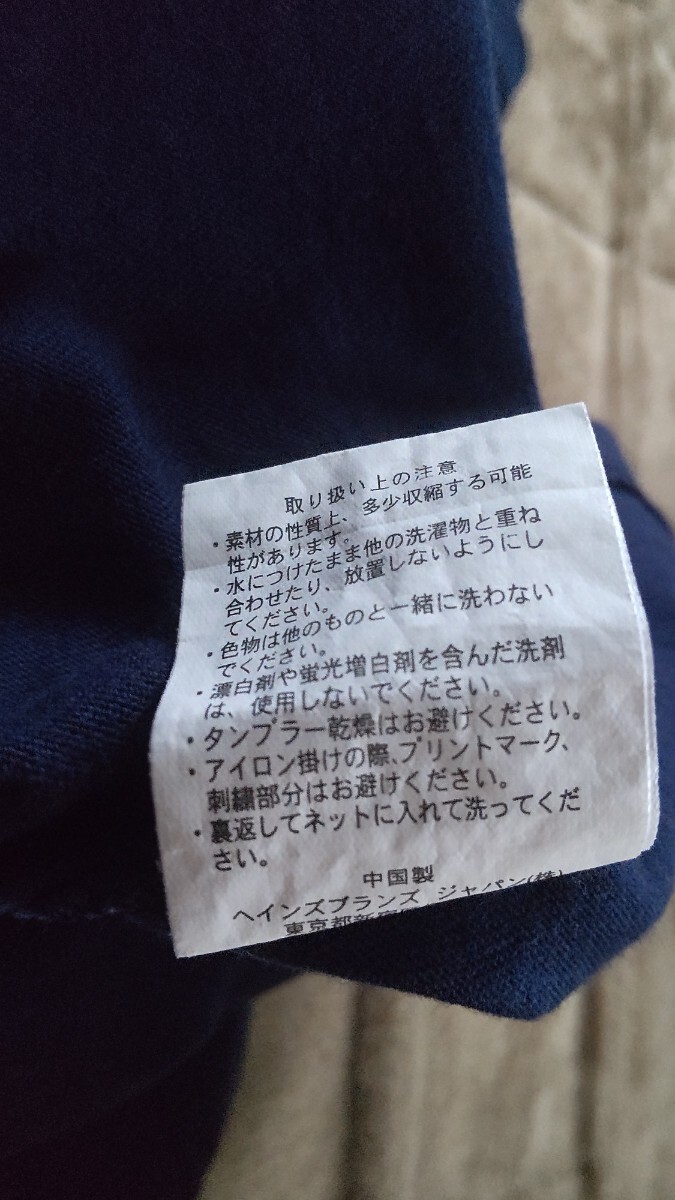 取り扱い上の注意
・素材の性質上、多少収縮する可能
性があります。
・水につけたまま他の洗濯物と重ね
合わせたり、放置しないようにし
てください。
・色物は他のものと一緒に洗わない
でください。
・漂白剤や蛍光増白剤を含んだ洗剤
は、使用しないでください。
・タンブラー乾燥はお避けください。
・アイロン掛けの際、プリントマーク、
刺繍部分はお避けください。
・裏返してネットに入れて洗ってくだ
さい。
中国製
ヘインズブランズ ジャパン(株)
東京都新宿